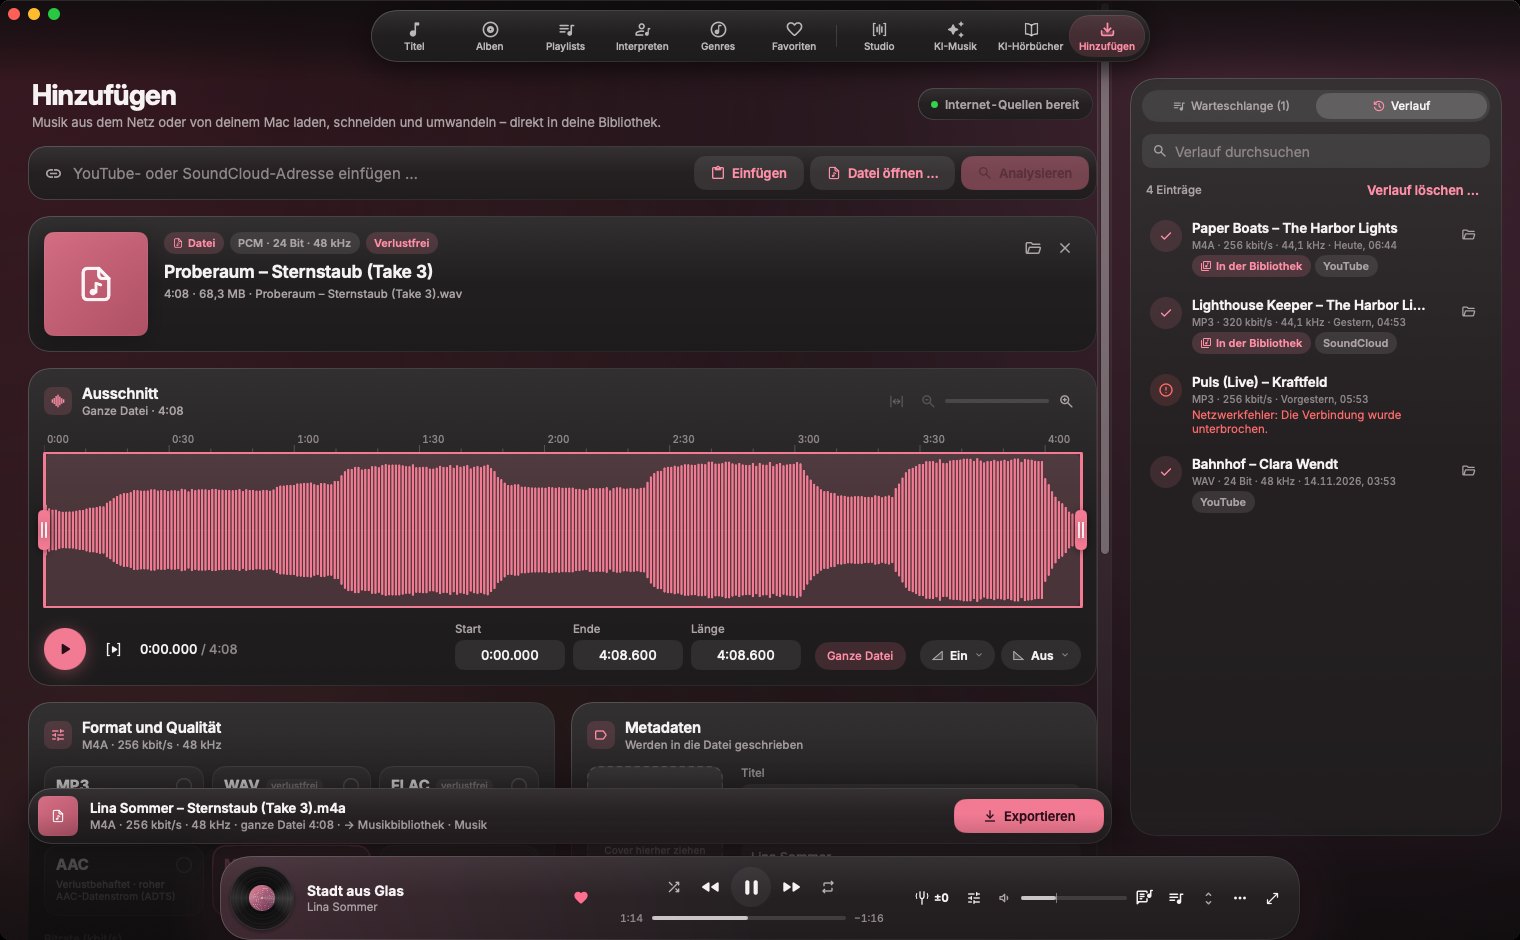 Titel
Alben
Playlists
Interpreten
Genres
Favoriten
Studio
KI-Musik
KI-Hörbücher
Hinzufügen
Hinzufügen
Musik aus dem Netz oder von deinem Mac laden, schneiden und umwandeln – direkt in deine Bibliothek.
Internet-Quellen bereit
YouTube- oder SoundCloud-Adresse einfügen ...
Einfügen
Datei öffnen ...
Analysieren
Datei
PCM · 24 Bit · 48 kHz
Verlustfrei
Proberaum – Sternstaub (Take 3)
4:08 · 68,3 MB · Proberaum – Sternstaub (Take 3).wav
Ausschnitt
Ganze Datei · 4:08
0:00
0:30
1:00
1:30
2:00
2:30
3:00
3:30
4:00
0:00.000 / 4:08
Start
0:00.000
Ende
4:08.600
Länge
4:08.600
Ganze Datei
Ein
Aus
Format und Qualität
M4A · 256 kbit/s · 48 kHz
MP3
WAV verlustfrei
FLAC verlustfrei
Metadaten
Werden in die Datei geschrieben
Titel
Lina Sommer – Sternstaub (Take 3).m4a
M4A · 256 kbit/s · 48 kHz · ganze Datei 4:08 · → Musikbibliothek · Musik
Exportieren
Cover hierher ziehen
Lina Sommer
AAC
Verlustbehaftet · roher
AAC-Datenstrom (ADTS)
Stadt aus Glas
Lina Sommer
1:14
−1:16
±0
Warteschlange (1)
Verlauf
Verlauf durchsuchen
4 Einträge
Verlauf löschen ...
Paper Boats – The Harbor Lights
M4A · 256 kbit/s · 44,1 kHz · Heute, 06:44
In der Bibliothek
YouTube
Lighthouse Keeper – The Harbor Li...
MP3 · 320 kbit/s · 44,1 kHz · Gestern, 04:53
In der Bibliothek
SoundCloud
Puls (Live) – Kraftfeld
MP3 · 256 kbit/s · Vorgestern, 05:53
Netzwerkfehler: Die Verbindung wurde
unterbrochen.
Bahnhof – Clara Wendt
WAV · 24 Bit · 48 kHz · 14.11.2026, 03:53
YouTube